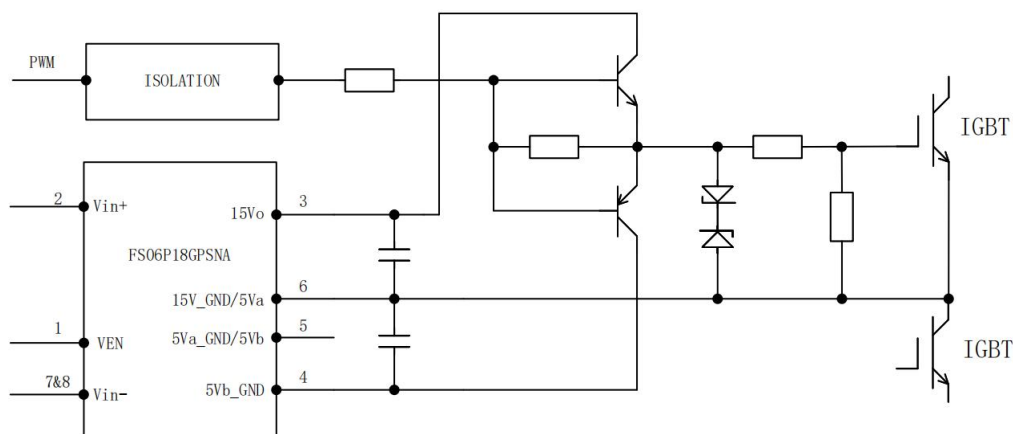 PWM
ISOLATION
IGBT
2
Vin+
15Vo
3
FS06P18GPSNA
15V_GND/5Va
6
1
VEN
5Va_GND/5Vb
5
IGBT
7&8
Vin-
5Vb_GND
4